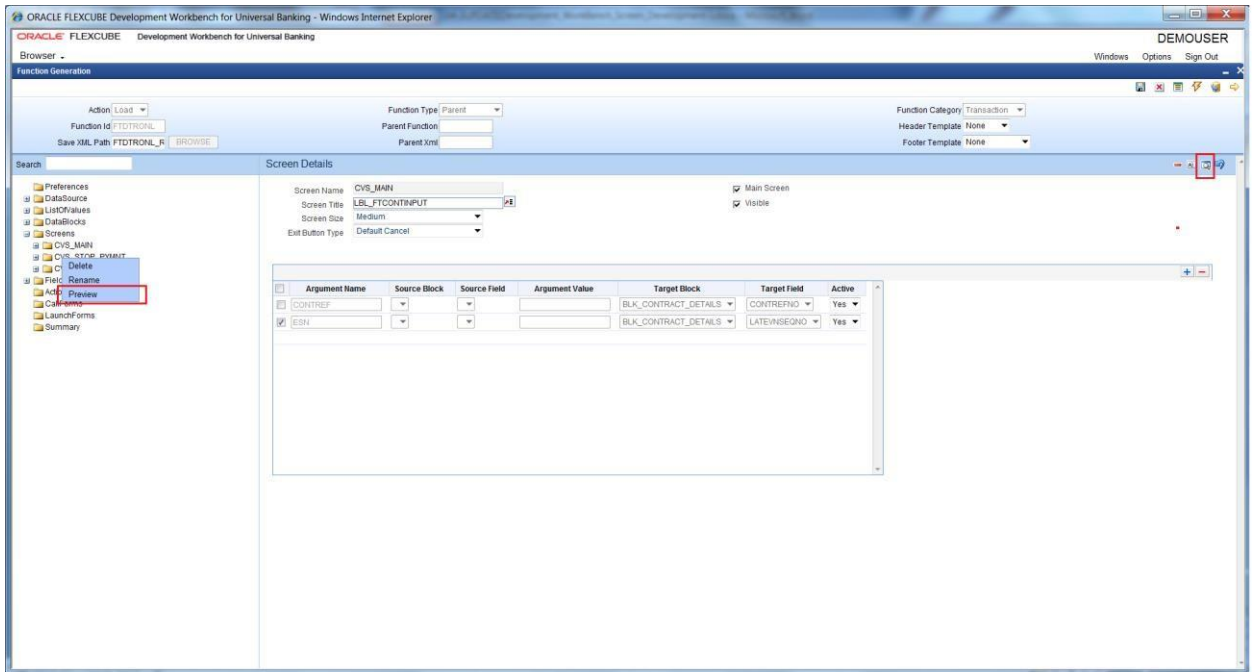 ORACLE FLEXCUBE Development Workbench for Universal Banking - Windows Internet Explorer
ORACLE FLEXCUBE Development Workbench for Universal Banking
DEMOUSER
Browser
Windows Options Sign Out
Function Generation
Action Load Function Type Parent Function Category Transaction
Function Id FTDTRONL Parent Function Header Template None
Save XML Path FTDTRONL_R BROWSE Parent Xml Footer Template None
Search
Screen Details
Preferences
DataSource
ListOfValues
DataBlocks
Screens
CVS_MAIN
CVS_STOP_PYMNT
Delete
Rename
Preview
LaunchForms
Summary
Screen Name CVS_MAIN Main Screen
Screen Title LBL_FTCONTINPUT Visible
Screen Size Medium
Exit Button Type Default Cancel
Argument Name Source Block Source Field Argument Value Target Block Target Field Active
CONTREF BLK_CONTRACT_DETAILS CONTREFNO Yes
ESN BLK_CONTRACT_DETAILS LATEVNSEQNO Yes